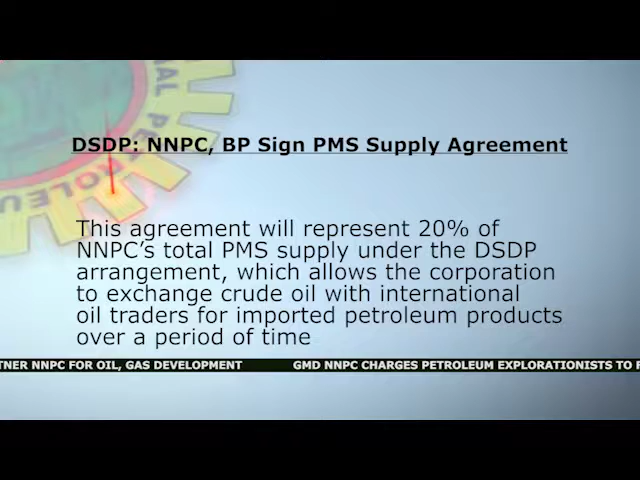 NAL PETROLEUM
DSDP: NNPC, BP Sign PMS Supply Agreement
This agreement will represent 20% of
NNPC’s total PMS supply under the DSDP
arrangement, which allows the corporation
to exchange crude oil with international
oil traders for imported petroleum products
over a period of time
TNER NNPC FOR OIL, GAS DEVELOPMENT GMD NNPC CHARGES PETROLEUM EXPLORATIONISTS TO